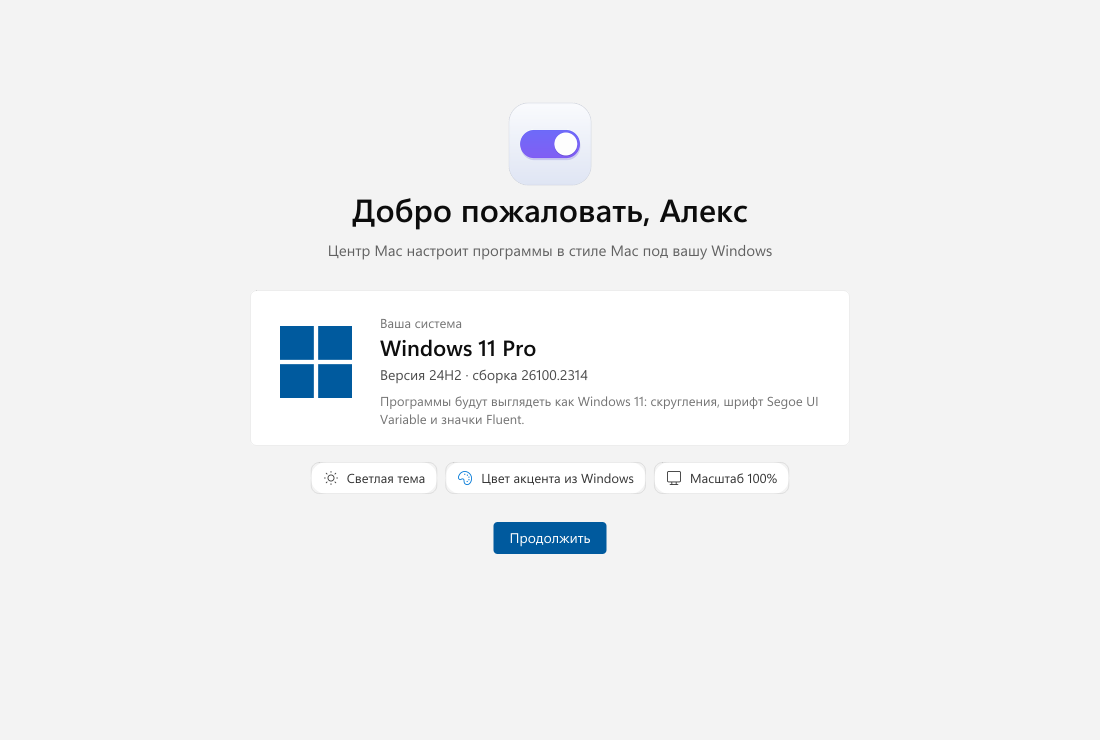 Добро пожаловать, Алекс
Центр Mac настроит программы в стиле Mac под вашу Windows
Ваша система
Windows 11 Pro
Версия 24H2 · сборка 26100.2314
Программы будут выглядеть как Windows 11: скругления, шрифт Segoe UI
Variable и значки Fluent.
Светлая тема
Цвет акцента из Windows
Масштаб 100%
Продолжить